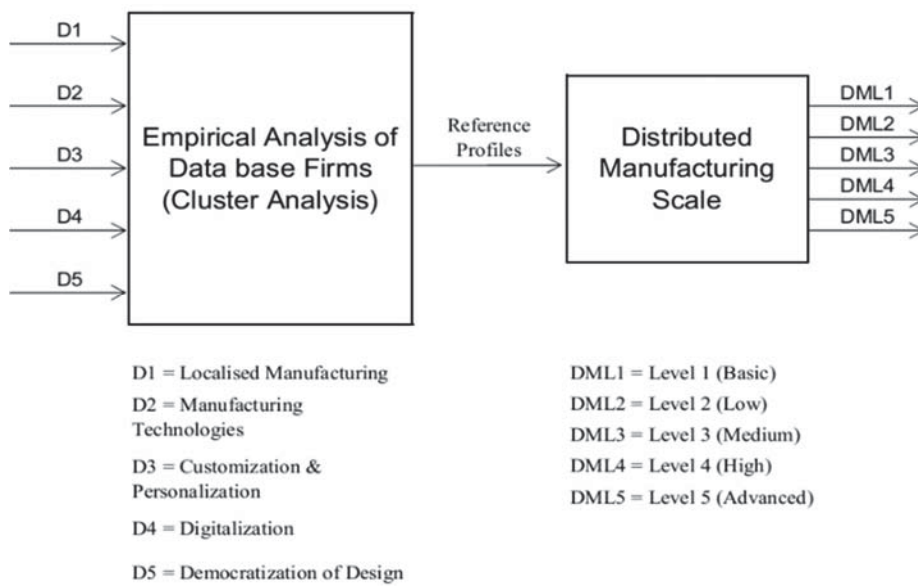 D1
D2
D3
D4
D5
Empirical Analysis of
Data base Firms
(Cluster Analysis)
Reference
Profiles
Distributed
Manufacturing
Scale
DML1
DML2
DML3
DML4
DML5
D1 = Localised Manufacturing
D2 = Manufacturing
Technologies
D3 = Customization &
Personalization
D4 = Digitalization
D5 = Democratization of Design
DML1 = Level 1 (Basic)
DML2 = Level 2 (Low)
DML3 = Level 3 (Medium)
DML4 = Level 4 (High)
DML5 = Level 5 (Advanced)